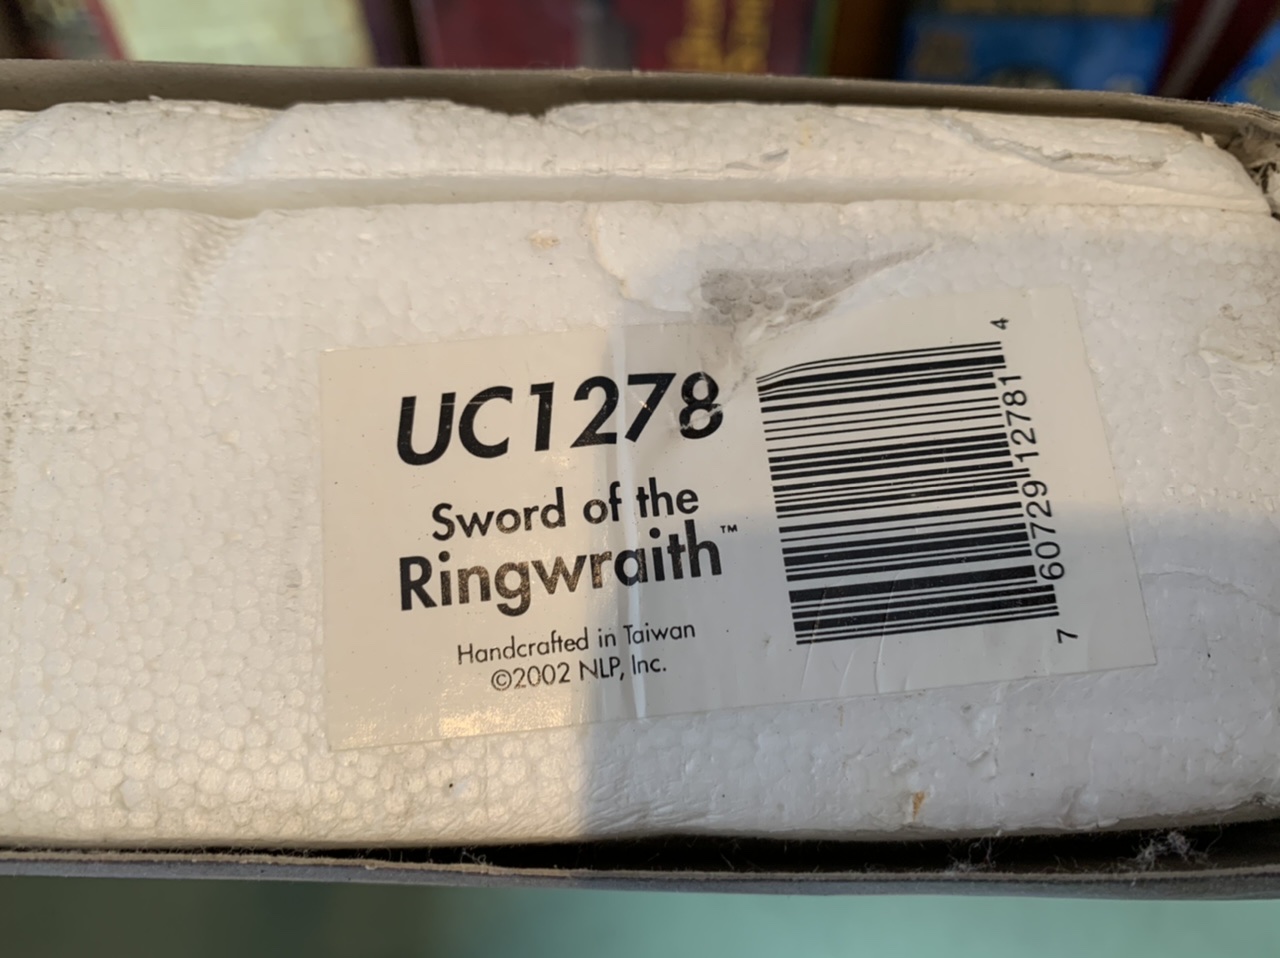 UC1278
Sword of the
Ringwraith™
Handcrafted in Taiwan
©2002 NLP, Inc.
7 60729 12781 4